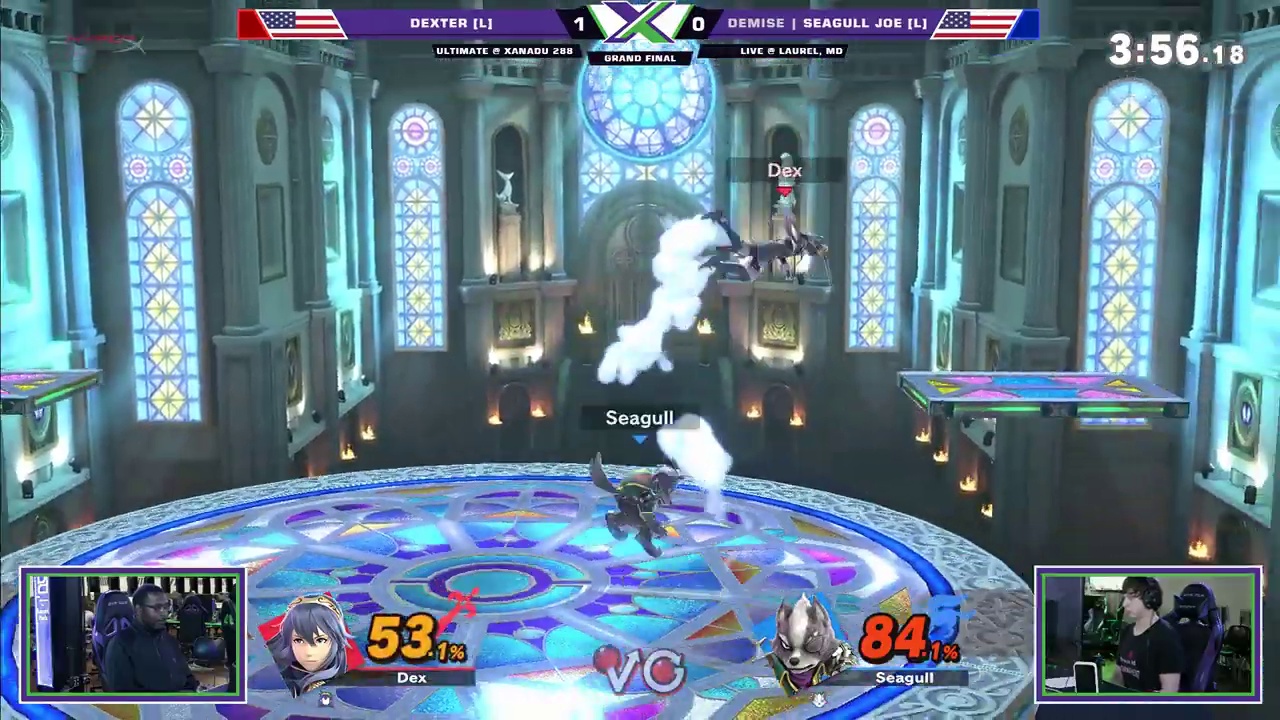 DEXTER [L]
1
0
DEMISE | SEAGULL JOE [L]
ULTIMATE @ XANADU 288
GRAND FINAL
LIVE @ LAUREL, MD
3:56.18
Dex
Seagull
53.1%
Dex
84.1%
Seagull